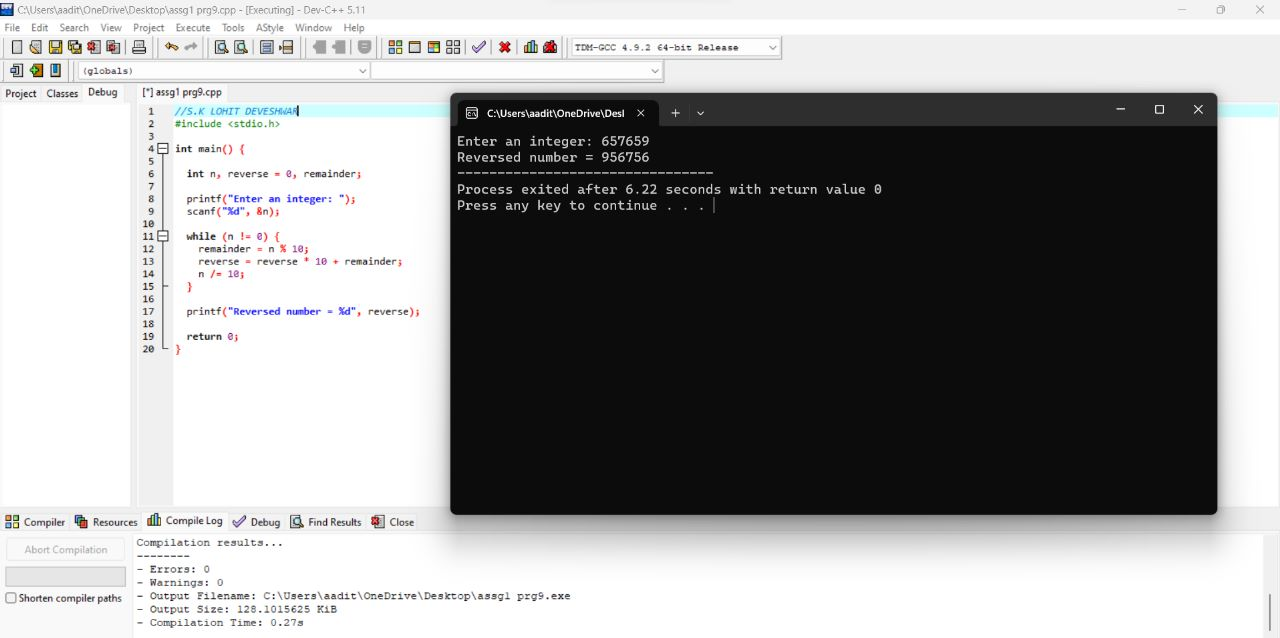 C:\Users\aadit\OneDrive\Desktop\assg1 prg9.cpp - [Executing] - Dev-C++ 5.11
File Edit Search View Project Execute Tools AStyle Window Help
TDM-GCC 4.9.2 64-bit Release
(globals)
Project Classes Debug
[*] assg1 prg9.cpp
1 //S.K LOHIT DEVESHWAR
2 #include <stdio.h>
3
4 int main() {
5
6 int n, reverse = 0, remainder;
7
8 printf("Enter an integer: ");
9 scanf("%d", &n);
10
11 while (n != 0) {
12 remainder = n % 10;
13 reverse = reverse * 10 + remainder;
14 n /= 10;
15 }
16
17 printf("Reversed number = %d", reverse);
18
19 return 0;
20 }
C:\Users\aadit\OneDrive\Desl
Enter an integer: 657659
Reversed number = 956756
--------------------------------
Process exited after 6.22 seconds with return value 0
Press any key to continue . . .
Compiler Resources Compile Log Debug Find Results Close
Abort Compilation
Shorten compiler paths
Compilation results...
--------
- Errors: 0
- Warnings: 0
- Output Filename: C:\Users\aadit\OneDrive\Desktop\assg1 prg9.exe
- Output Size: 128.1015625 KiB
- Compilation Time: 0.27s